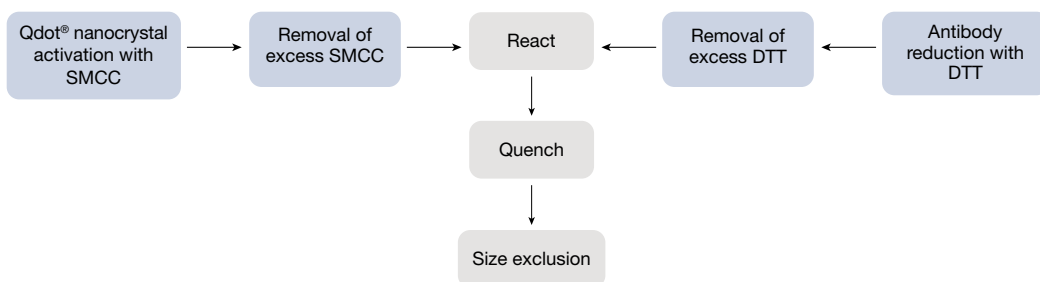 Qdot® nanocrystal
activation with
SMCC
Removal of
excess SMCC
React
Removal of
excess DTT
Antibody
reduction with
DTT
Quench
Size exclusion